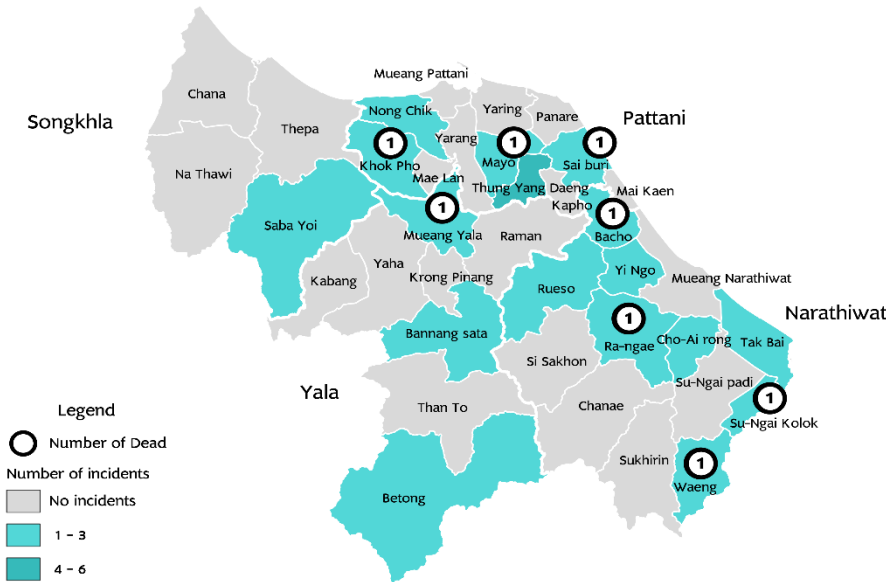 Mueang Pattani
Chana
Nong Chik
Yaring
Panare
Songkhla
Pattani
Thepa
1
Yarang
1
1
Khok Pho
Mayo
Sai buri
Na Thawi
Mae Lan
Thung Yang Daeng
Mai Kaen
Kapho
1
1
Saba Yoi
Mueang Yala
Raman
Bacho
Yaha
Yi Ngo
Kabang
Krong Pinang
Mueang Narathiwat
Rueso
Narathiwat
1
Bannang sata
Ra-ngae
Cho-Ai rong
Tak Bai
Si Sakhon
Su-Ngai padi
Yala
1
Than To
Chanae
Su-Ngai Kolok
Sukhirin
1
Waeng
Betong
Legend
Number of Dead
Number of incidents
No incidents
1 - 3
4 - 6